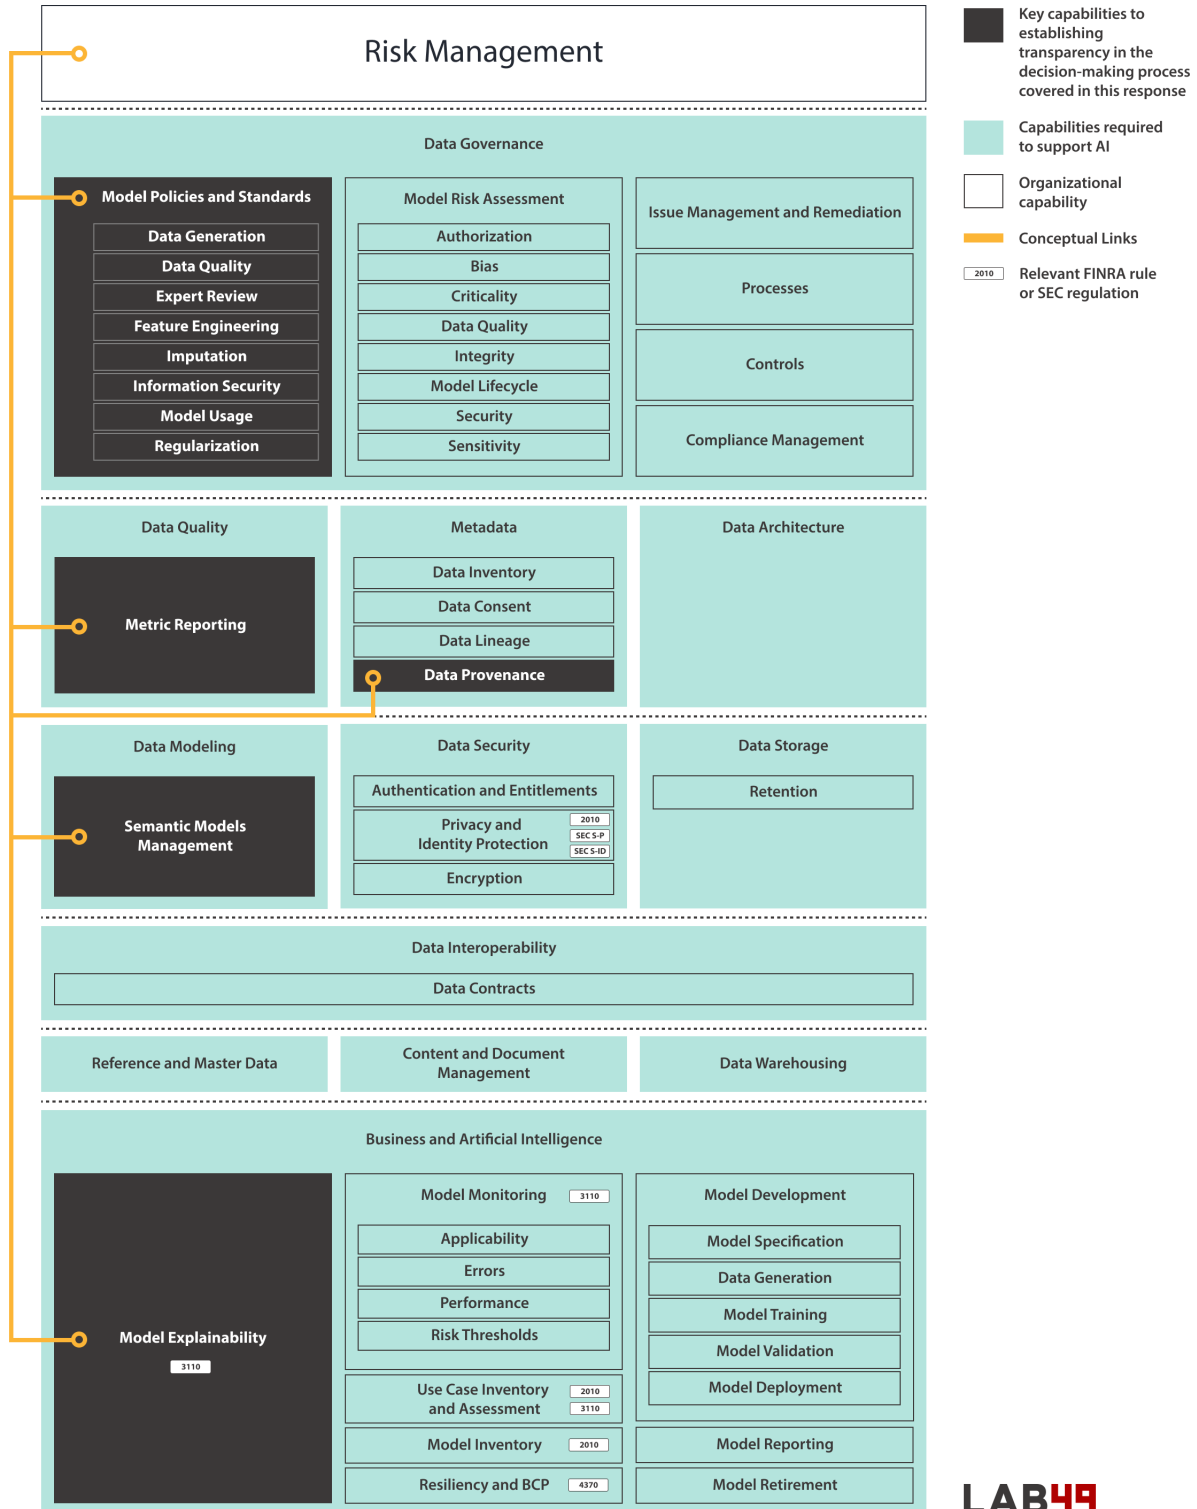 Risk Management
Key capabilities to
establishing
transparency in the
decision-making process
covered in this response
Capabilities required
to support AI
Organizational
capability
Conceptual Links
2010
Relevant FINRA rule
or SEC regulation
Data Governance
Model Policies and Standards
Data Generation
Data Quality
Expert Review
Feature Engineering
Imputation
Information Security
Model Usage
Regularization
Model Risk Assessment
Authorization
Bias
Criticality
Data Quality
Integrity
Model Lifecycle
Security
Sensitivity
Issue Management and Remediation
Processes
Controls
Compliance Management
Data Quality
Metric Reporting
Metadata
Data Inventory
Data Consent
Data Lineage
Data Provenance
Data Architecture
Data Modeling
Semantic Models
Management
Data Security
Authentication and Entitlements
Privacy and
Identity Protection
2010
SEC S-P
SEC S-ID
Encryption
Data Storage
Retention
Data Interoperability
Data Contracts
Reference and Master Data
Content and Document
Management
Data Warehousing
Business and Artificial Intelligence
Model Explainability
3110
Model Monitoring
3110
Applicability
Errors
Performance
Risk Thresholds
Use Case Inventory
and Assessment
2010
3110
Model Inventory
2010
Resiliency and BCP
4370
Model Development
Model Specification
Data Generation
Model Training
Model Validation
Model Deployment
Model Reporting
Model Retirement
LAB49